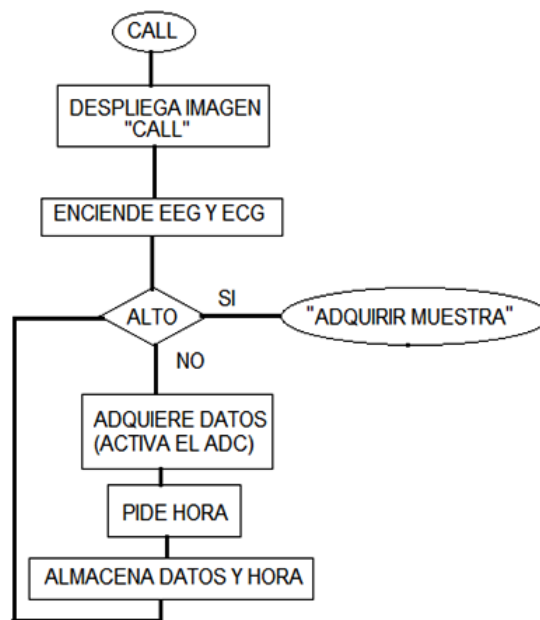 CALL
DESPLIEGA IMAGEN
"CALL"
ENCIENDE EEG Y ECG
ALTO
SI
"ADQUIRIR MUESTRA"
NO
ADQUIERE DATOS
(ACTIVA EL ADC)
PIDE HORA
ALMACENA DATOS Y HORA